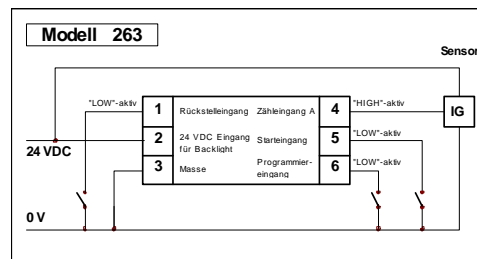 Modell 263
Sensor
"LOW"-aktiv
1 Rückstelleingang Zähleingang A 4
"HIGH"-aktiv
IG
2 24 VDC Eingang
für Backlight
Starteingang 5
"LOW"-aktiv
24 VDC
3 Masse
Programmier-
eingang
6
"LOW"-aktiv
0 V